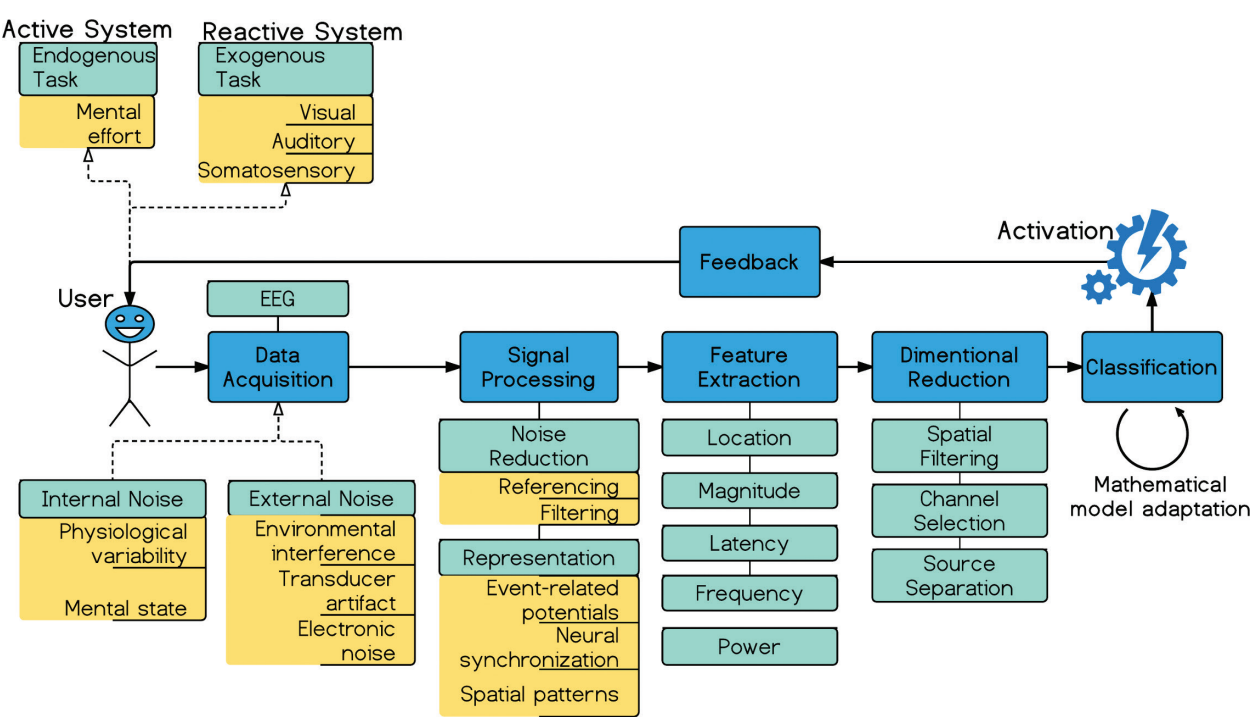 Active System
Endogenous
Task
Mental
effort
Reactive System
Exogenous
Task
Visual
Auditory
Somatosensory
Activation
Feedback
User
EEG
Data
Acquisition
Signal
Processing
Feature
Extraction
Dimentional
Reduction
Classification
Internal Noise
Physiological
variability
Mental state
External Noise
Environmental
interference
Transducer
artifact
Electronic
noise
Noise
Reduction
Referencing
Filtering
Representation
Event-related
potentials
Neural
synchronization
Spatial patterns
Location
Magnitude
Latency
Frequency
Power
Spatial
Filtering
Channel
Selection
Source
Separation
Mathematical
model adaptation